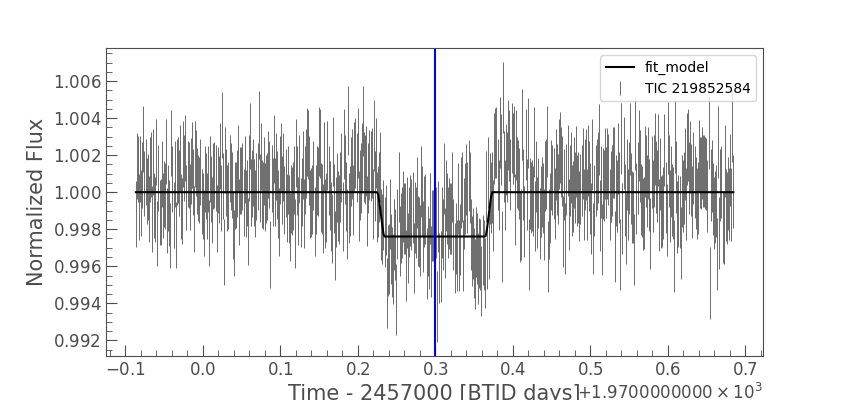 fit_model
TIC 219852584
Normalized Flux
1.006
1.004
1.002
1.000
0.998
0.996
0.994
0.992
−0.1 0.0 0.1 0.2 0.3 0.4 0.5 0.6 0.7
Time - 2457000 [BTJD days]
+1.9700000000×10³